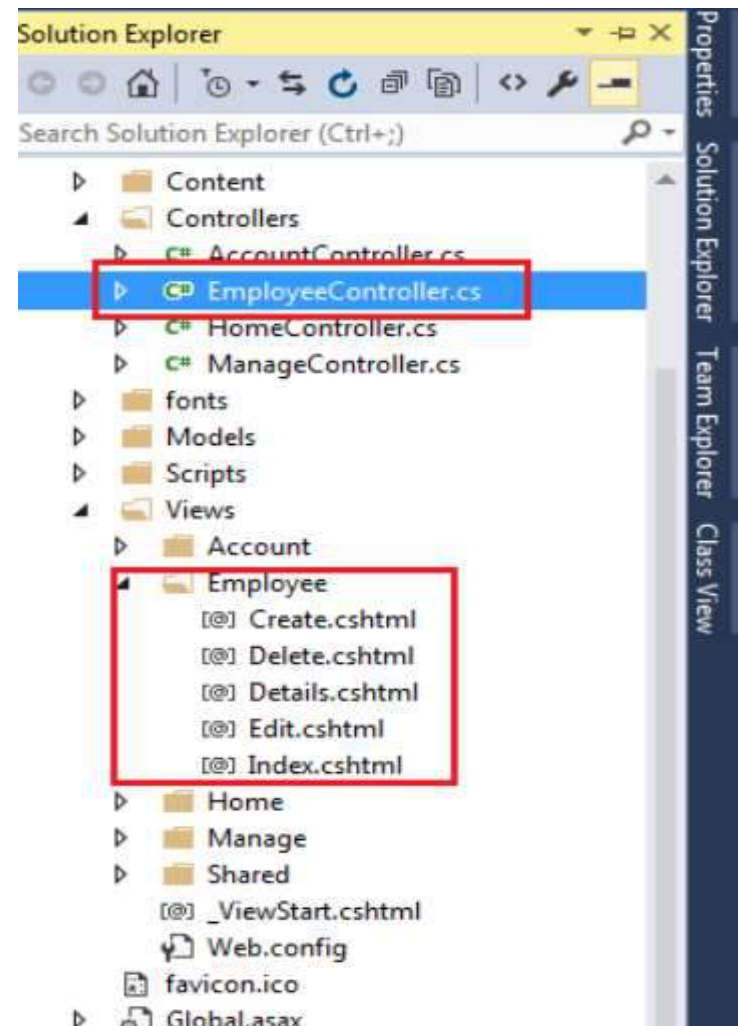 Solution Explorer
Search Solution Explorer (Ctrl+;)
Content
Controllers
C# AccountController.cs
C# EmployeeController.cs
C# HomeController.cs
C# ManageController.cs
fonts
Models
Scripts
Views
Account
Employee
[@] Create.cshtml
[@] Delete.cshtml
[@] Details.cshtml
[@] Edit.cshtml
[@] Index.cshtml
Home
Manage
Shared
[@] _ViewStart.cshtml
Web.config
favicon.ico
Global.asax
Properties
Solution Explorer
Team Explorer
Class View